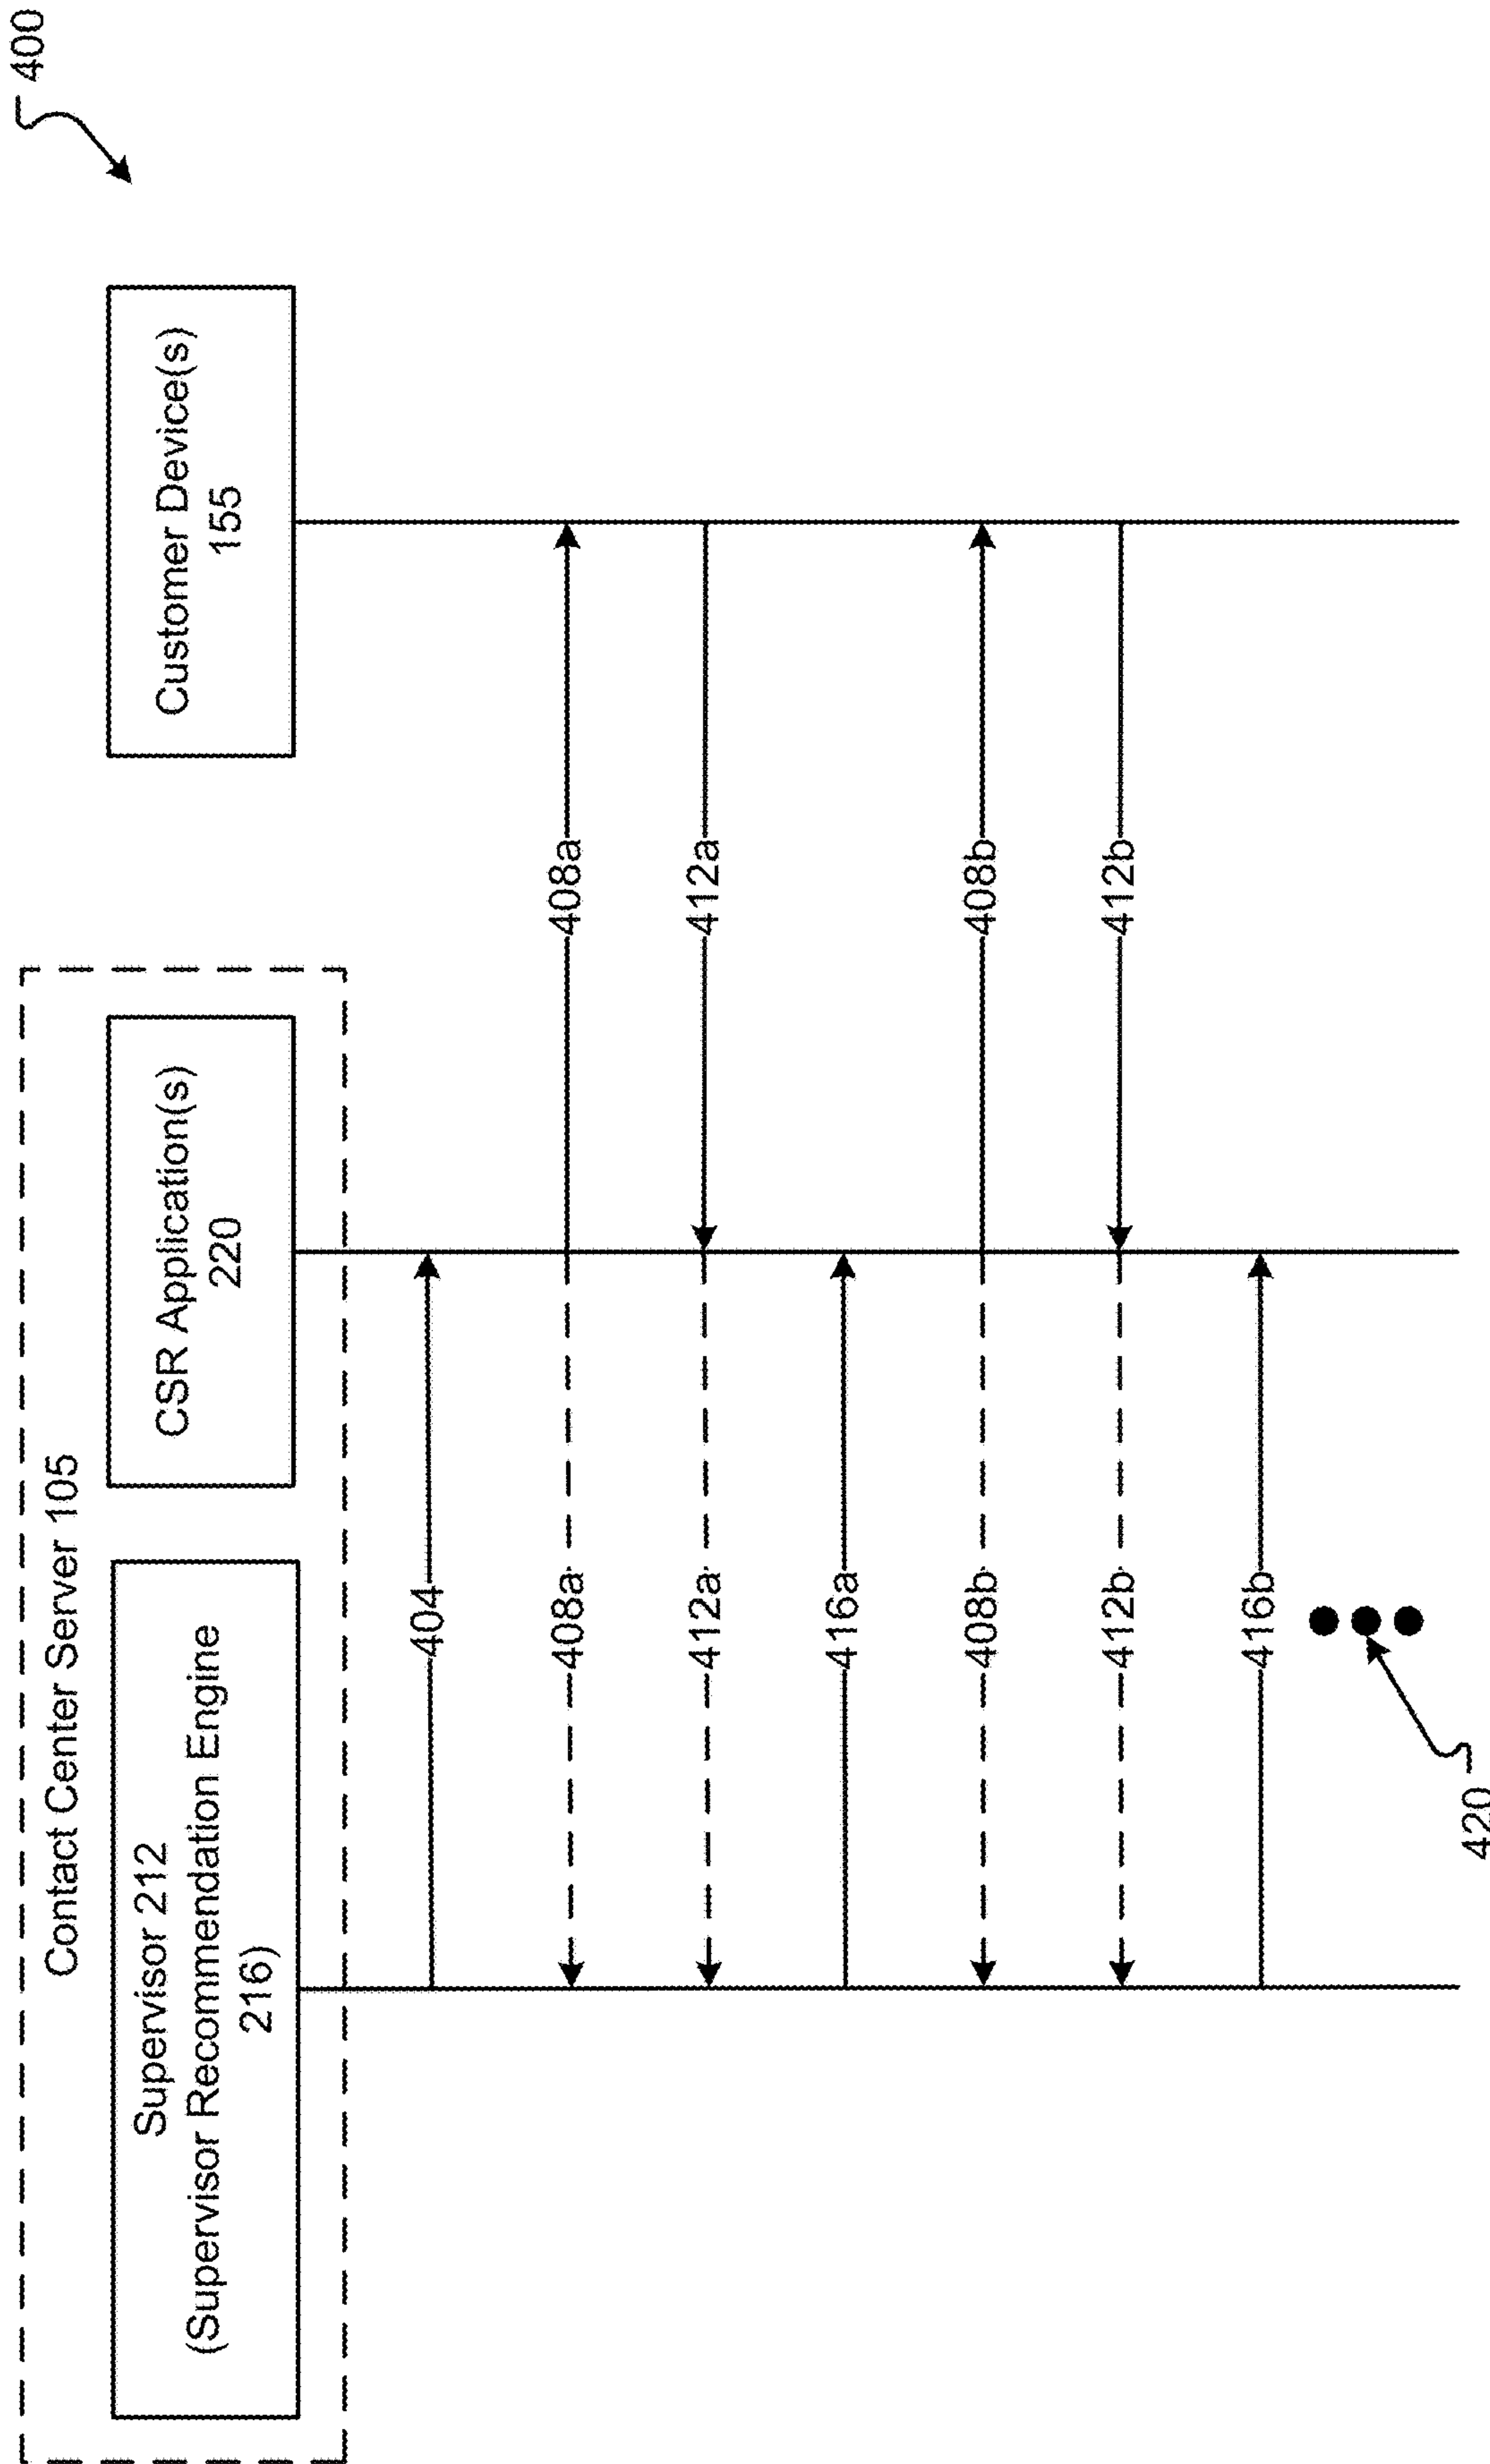 400
Contact Center Server 105
Supervisor 212
(Supervisor Recommendation Engine
216)
CSR Application(s)
220
Customer Device(s)
155
404
408a
408a
412a
412a
416a
408b
408b
412b
412b
416b
420